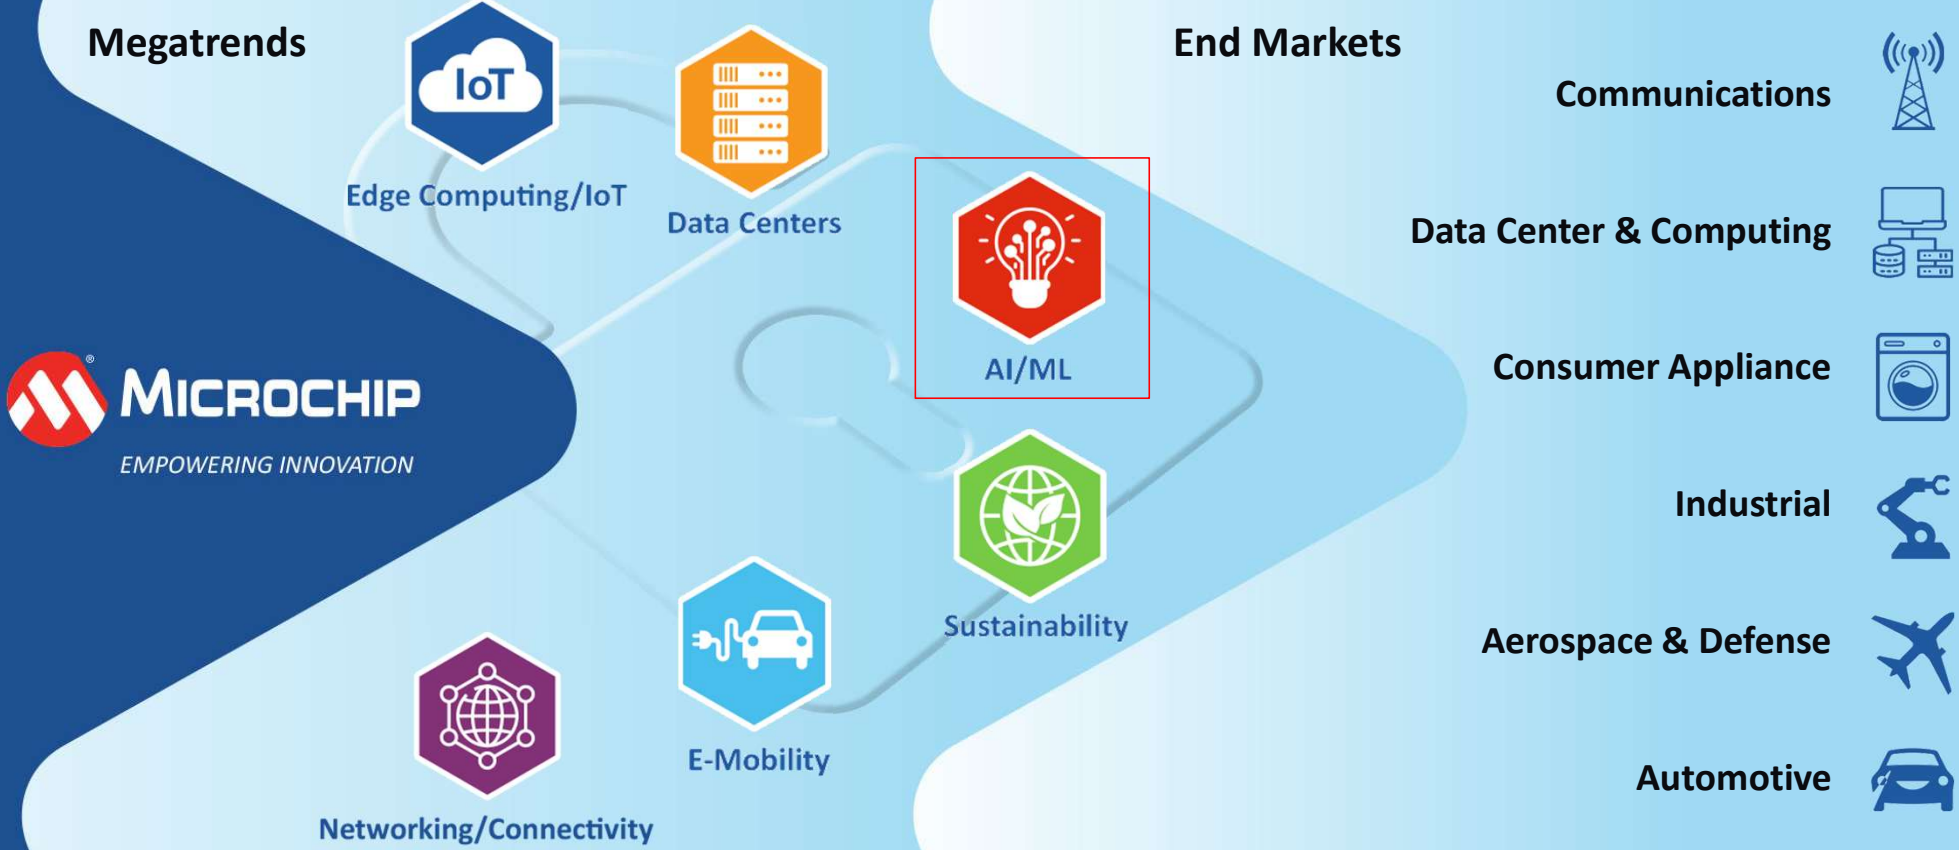 Megatrends
IoT
Edge Computing/IoT
Data Centers
AI/ML
Sustainability
E-Mobility
Networking/Connectivity
MICROCHIP
®
EMPOWERING INNOVATION
End Markets
Communications
Data Center & Computing
Consumer Appliance
Industrial
Aerospace & Defense
Automotive